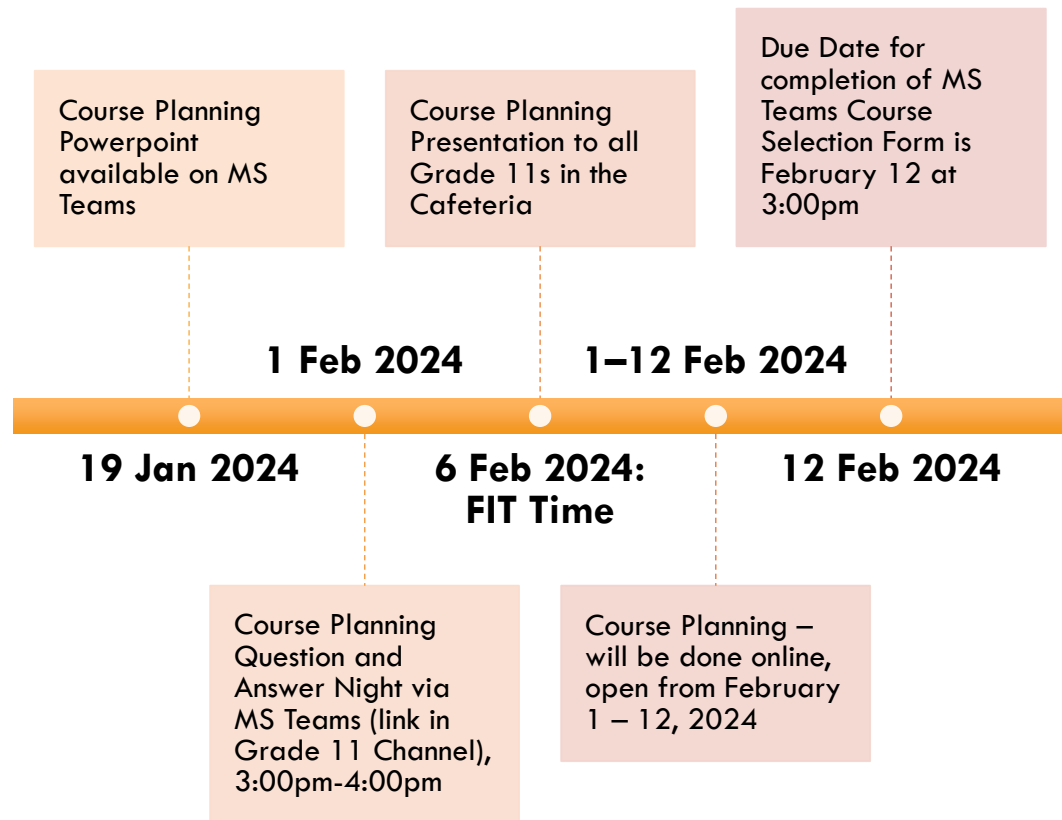 Course Planning
Powerpoint
available on MS
Teams
Course Planning
Presentation to all
Grade 11s in the
Cafeteria
Due Date for
completion of MS
Teams Course
Selection Form is
February 12 at
3:00pm
1 Feb 2024
1–12 Feb 2024
19 Jan 2024
6 Feb 2024:
FIT Time
12 Feb 2024
Course Planning
Question and
Answer Night via
MS Teams (link in
Grade 11 Channel),
3:00pm-4:00pm
Course Planning –
will be done online,
open from February
1 – 12, 2024